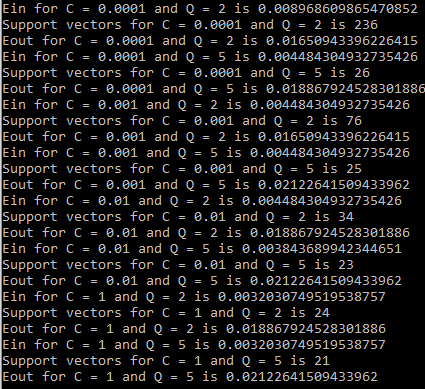 Ein for C = 0.0001 and Q = 2 is 0.008968609865470852
Support vectors for C = 0.0001 and Q = 2 is 236
Eout for C = 0.0001 and Q = 2 is 0.01650943396226415
Ein for C = 0.0001 and Q = 5 is 0.004484304932735426
Support vectors for C = 0.0001 and Q = 5 is 26
Eout for C = 0.0001 and Q = 5 is 0.018867924528301886
Ein for C = 0.001 and Q = 2 is 0.004484304932735426
Support vectors for C = 0.001 and Q = 2 is 76
Eout for C = 0.001 and Q = 2 is 0.01650943396226415
Ein for C = 0.001 and Q = 5 is 0.004484304932735426
Support vectors for C = 0.001 and Q = 5 is 25
Eout for C = 0.001 and Q = 5 is 0.02122641509433962
Ein for C = 0.01 and Q = 2 is 0.004484304932735426
Support vectors for C = 0.01 and Q = 2 is 34
Eout for C = 0.01 and Q = 2 is 0.018867924528301886
Ein for C = 0.01 and Q = 5 is 0.003843689942344651
Support vectors for C = 0.01 and Q = 5 is 23
Eout for C = 0.01 and Q = 5 is 0.02122641509433962
Ein for C = 1 and Q = 2 is 0.0032030749519538757
Support vectors for C = 1 and Q = 2 is 24
Eout for C = 1 and Q = 2 is 0.018867924528301886
Ein for C = 1 and Q = 5 is 0.0032030749519538757
Support vectors for C = 1 and Q = 5 is 21
Eout for C = 1 and Q = 5 is 0.02122641509433962